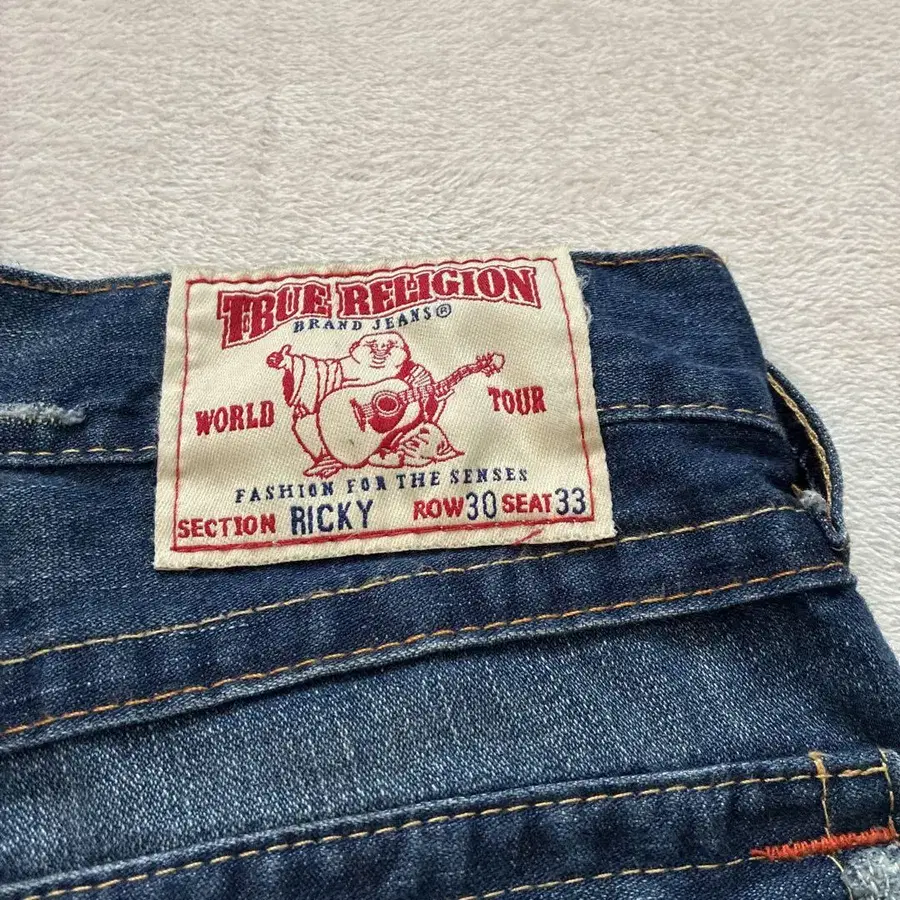 TRUE RELIGION
BRAND JEANS®
WORLD TOUR
FASHION FOR THE SENSES
SECTION RICKY ROW 30 SEAT 33